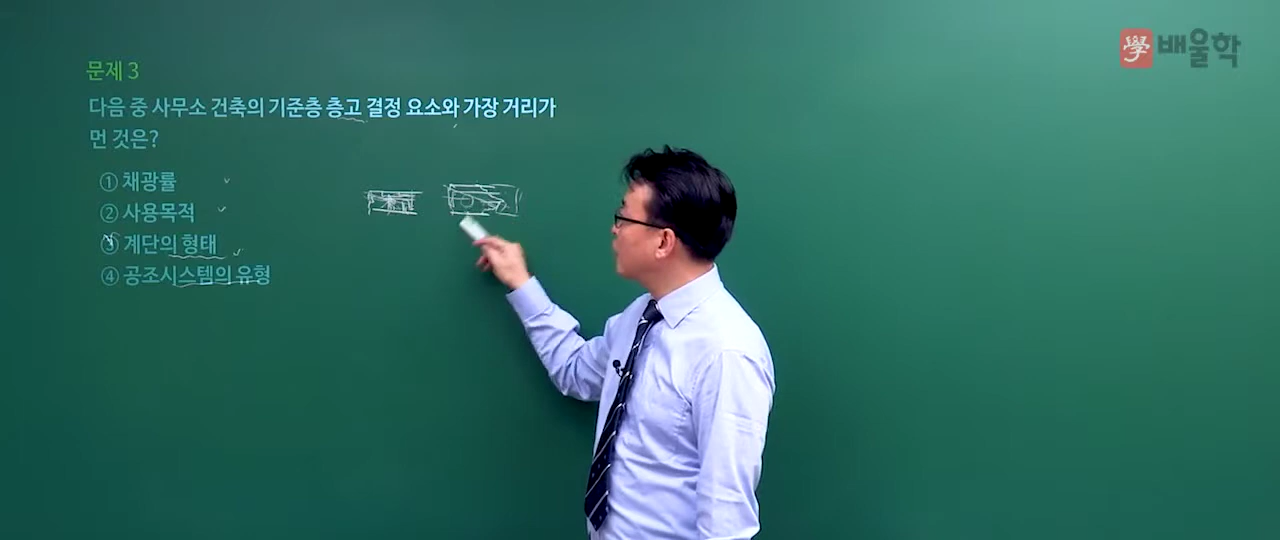 學 배울학
문제 3
다음 중 사무소 건축의 기준층 층고 결정 요소와 가장 거리가
먼 것은?
① 채광률
② 사용목적
③ 계단의 형태
④ 공조시스템의 유형